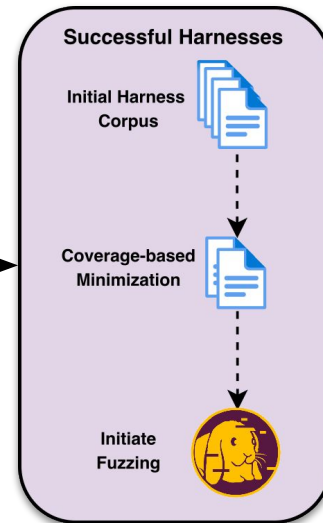 Successful Harnesses
Initial Harness
Corpus
Coverage-based
Minimization
Initiate
Fuzzing